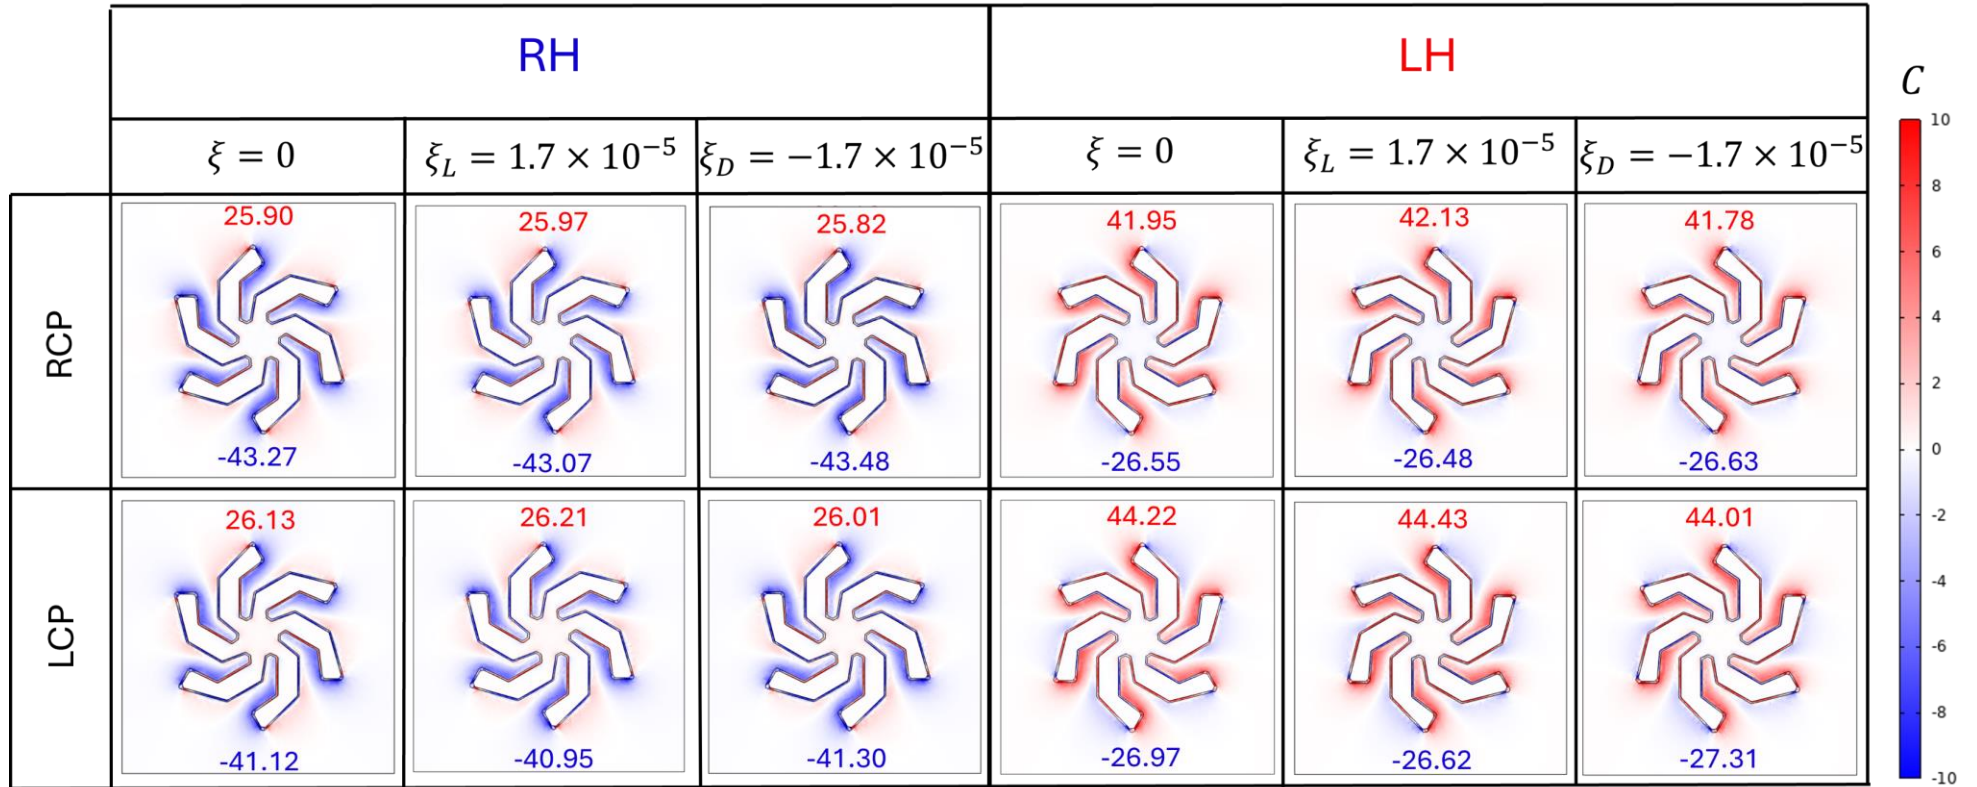 RH LH
C
ξ = 0 ξ_L = 1.7 × 10⁻⁵ ξ_D = −1.7 × 10⁻⁵ ξ = 0 ξ_L = 1.7 × 10⁻⁵ ξ_D = −1.7 × 10⁻⁵
RCP
25.90 25.97 25.82 41.95 42.13 41.78
-43.27 -43.07 -43.48 -26.55 -26.48 -26.63
LCP
26.13 26.21 26.01 44.22 44.43 44.01
-41.12 -40.95 -41.30 -26.97 -26.62 -27.31
10
8
6
4
2
0
-2
-4
-6
-8
-10